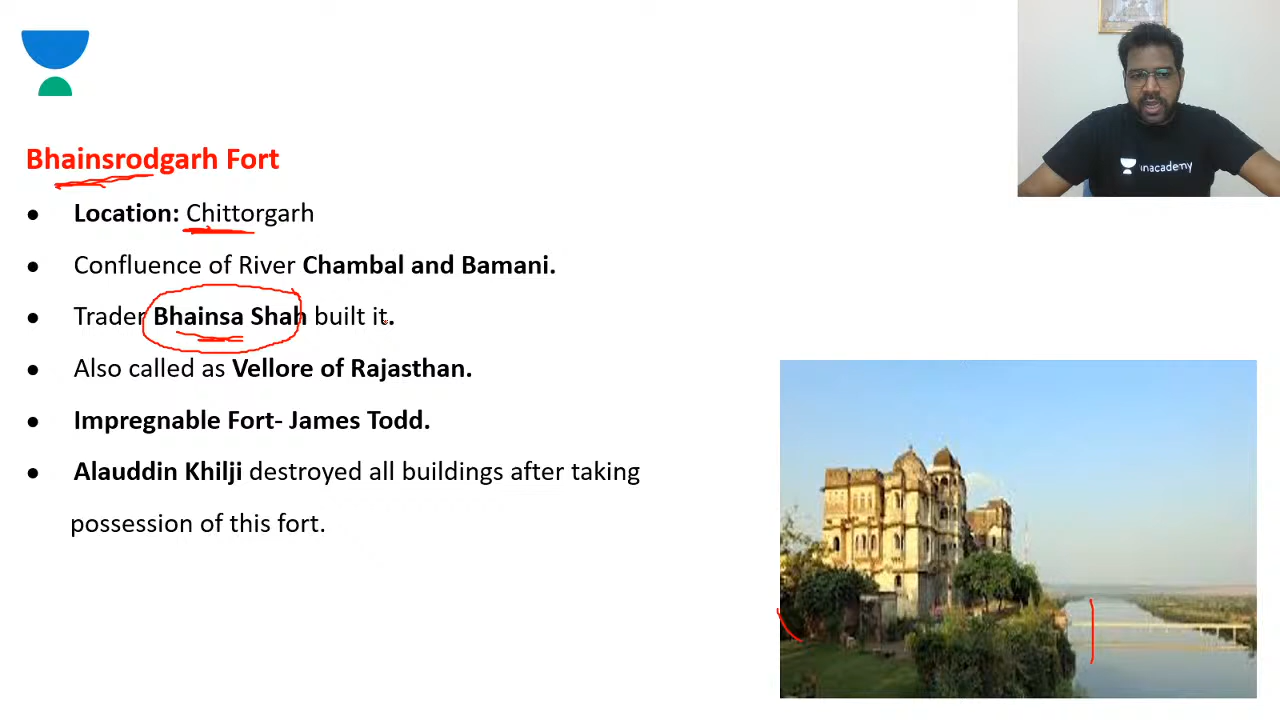 unacademy
Bhainsrodgarh Fort
● Location: Chittorgarh
● Confluence of River Chambal and Bamani.
● Trader Bhainsa Shah built it.
● Also called as Vellore of Rajasthan.
● Impregnable Fort- James Todd.
● Alauddin Khilji destroyed all buildings after taking
possession of this fort.